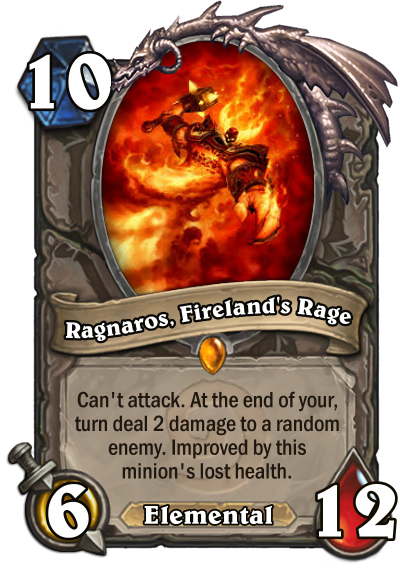 10
Ragnaros, Fireland's Rage
Can't attack. At the end of your,
turn deal 2 damage to a random
enemy. Improved by this
minion's lost health.
6
Elemental
12